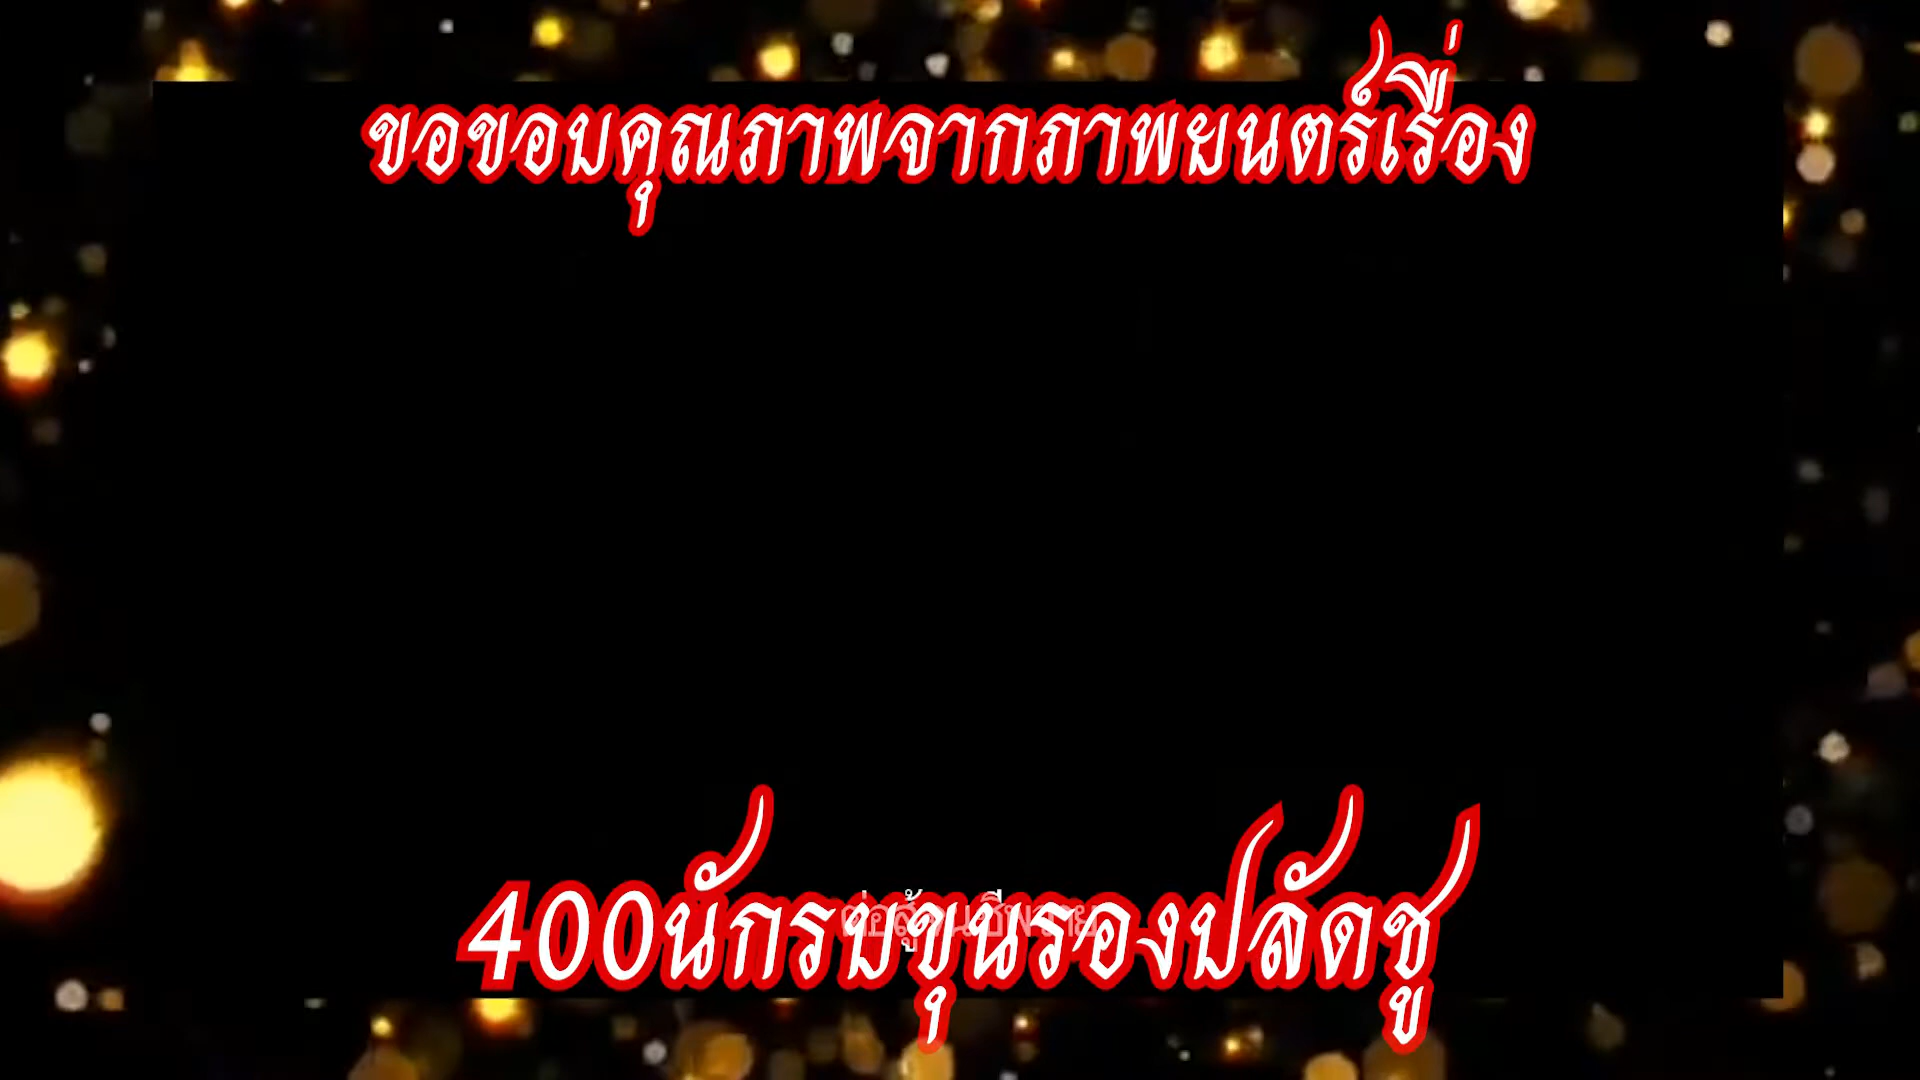 ขอขอบคุณภาพจากภาพยนตร์เรื่อง
400นักรบขุนรองปลัดชู